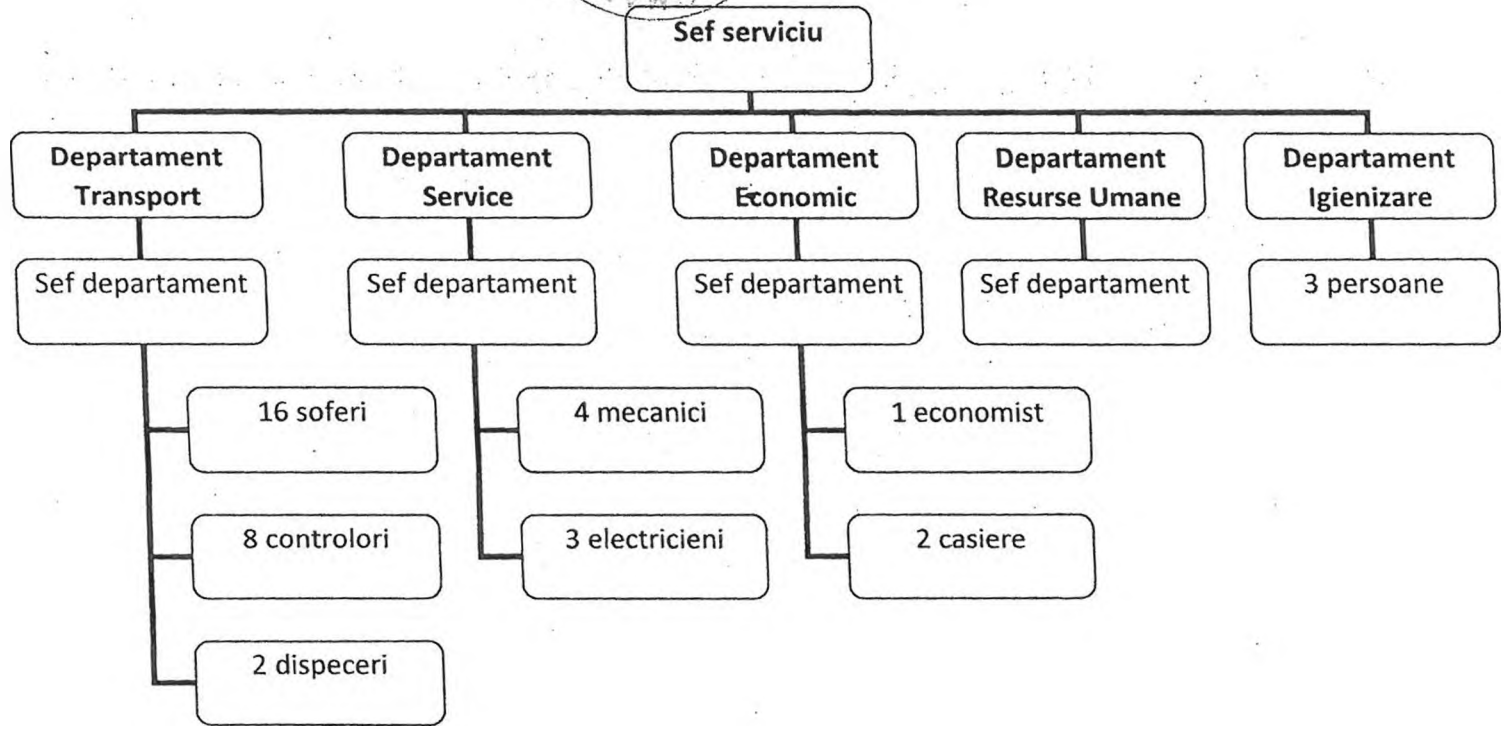 Sef serviciu
Departament
Transport
Departament
Service
Departament
Economic
Departament
Resurse Umane
Departament
Igienizare
Sef departament
Sef departament
Sef departament
Sef departament
3 persoane
16 soferi
4 mecanici
1 economist
8 controlori
3 electricieni
2 casiere
2 dispeceri